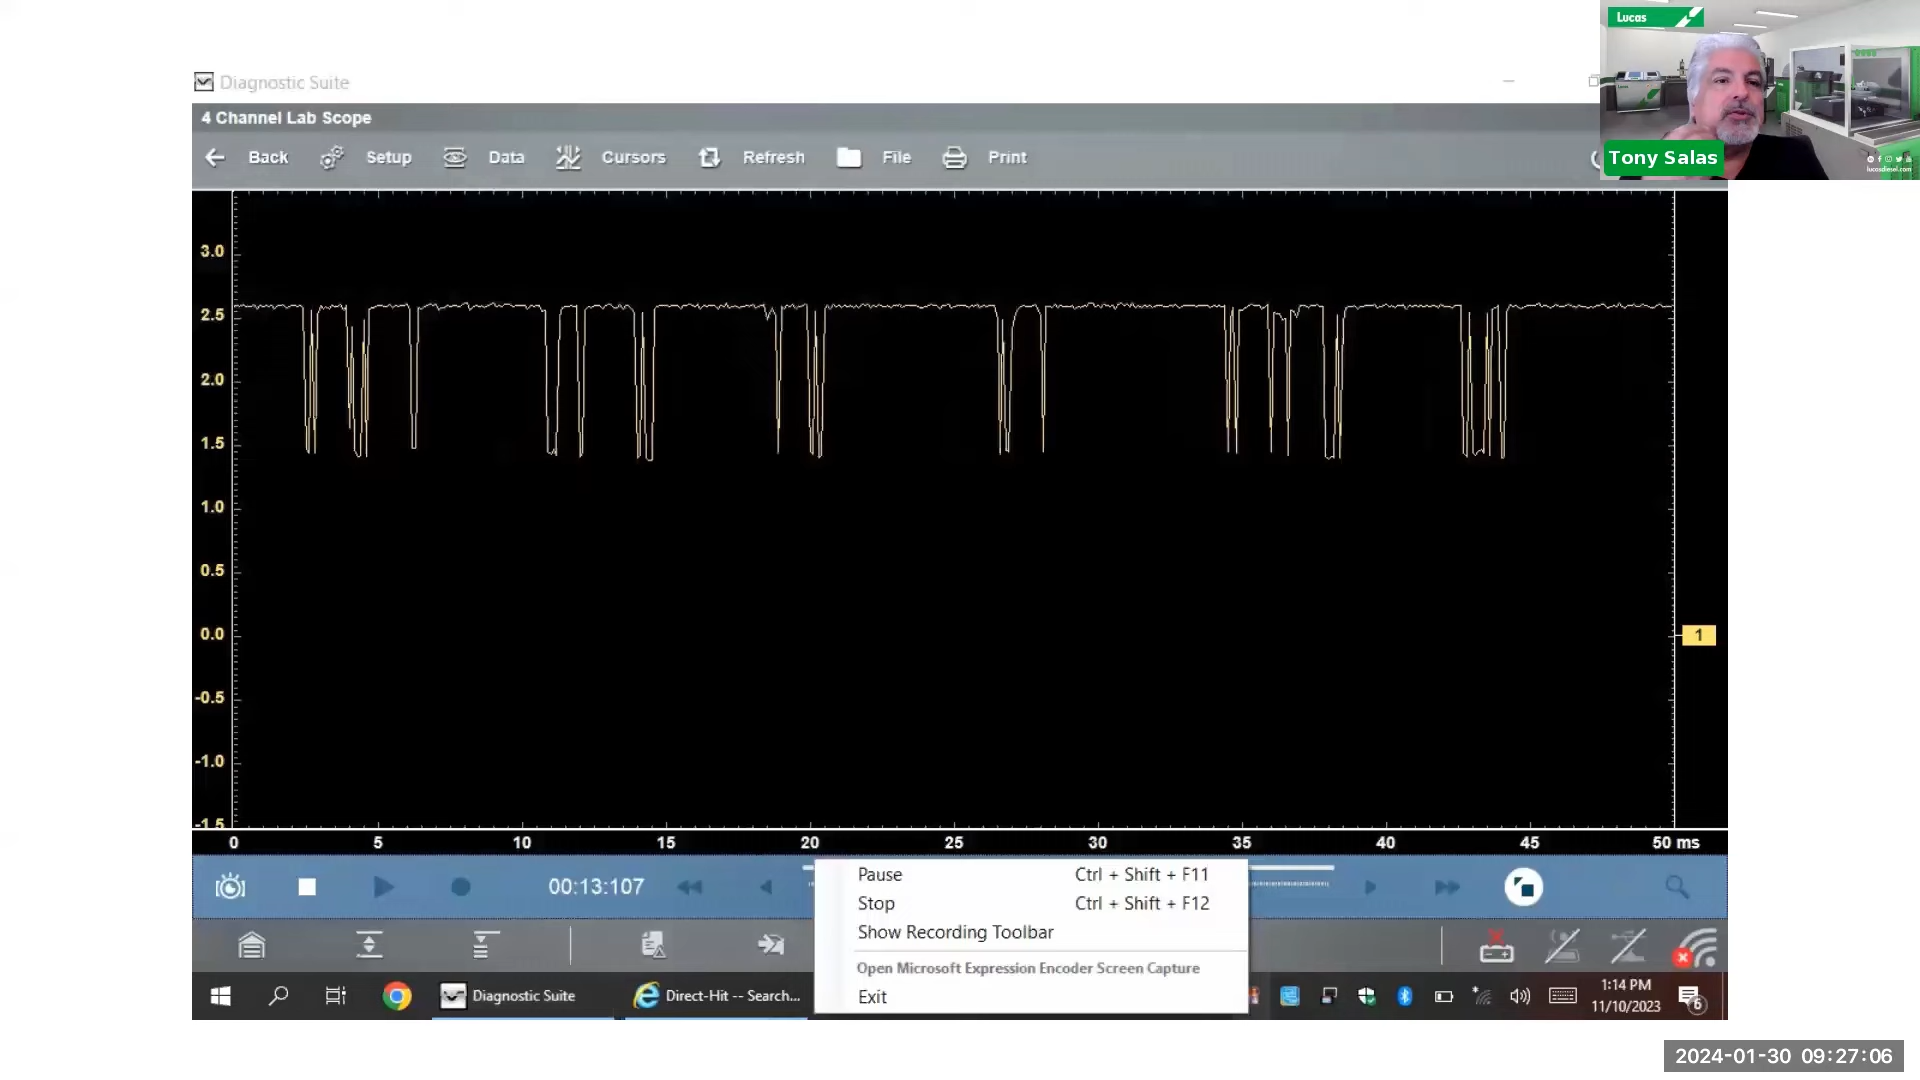 Lucas
Tony Salas
lucasdiesel.com
Diagnostic Suite
4 Channel Lab Scope
Back
Setup
Data
Cursors
Refresh
File
Print
3.0
2.5
2.0
1.5
1.0
0.5
0.0
-0.5
-1.0
-1.5
1
0 5 10 15 20 25 30 35 40 45 50 ms
00:13:107
Pause Ctrl + Shift + F11
Stop Ctrl + Shift + F12
Show Recording Toolbar
Open Microsoft Expression Encoder Screen Capture
Exit
Diagnostic Suite
Direct-Hit -- Search...
1:14 PM
11/10/2023
6
2024-01-30 09:27:06